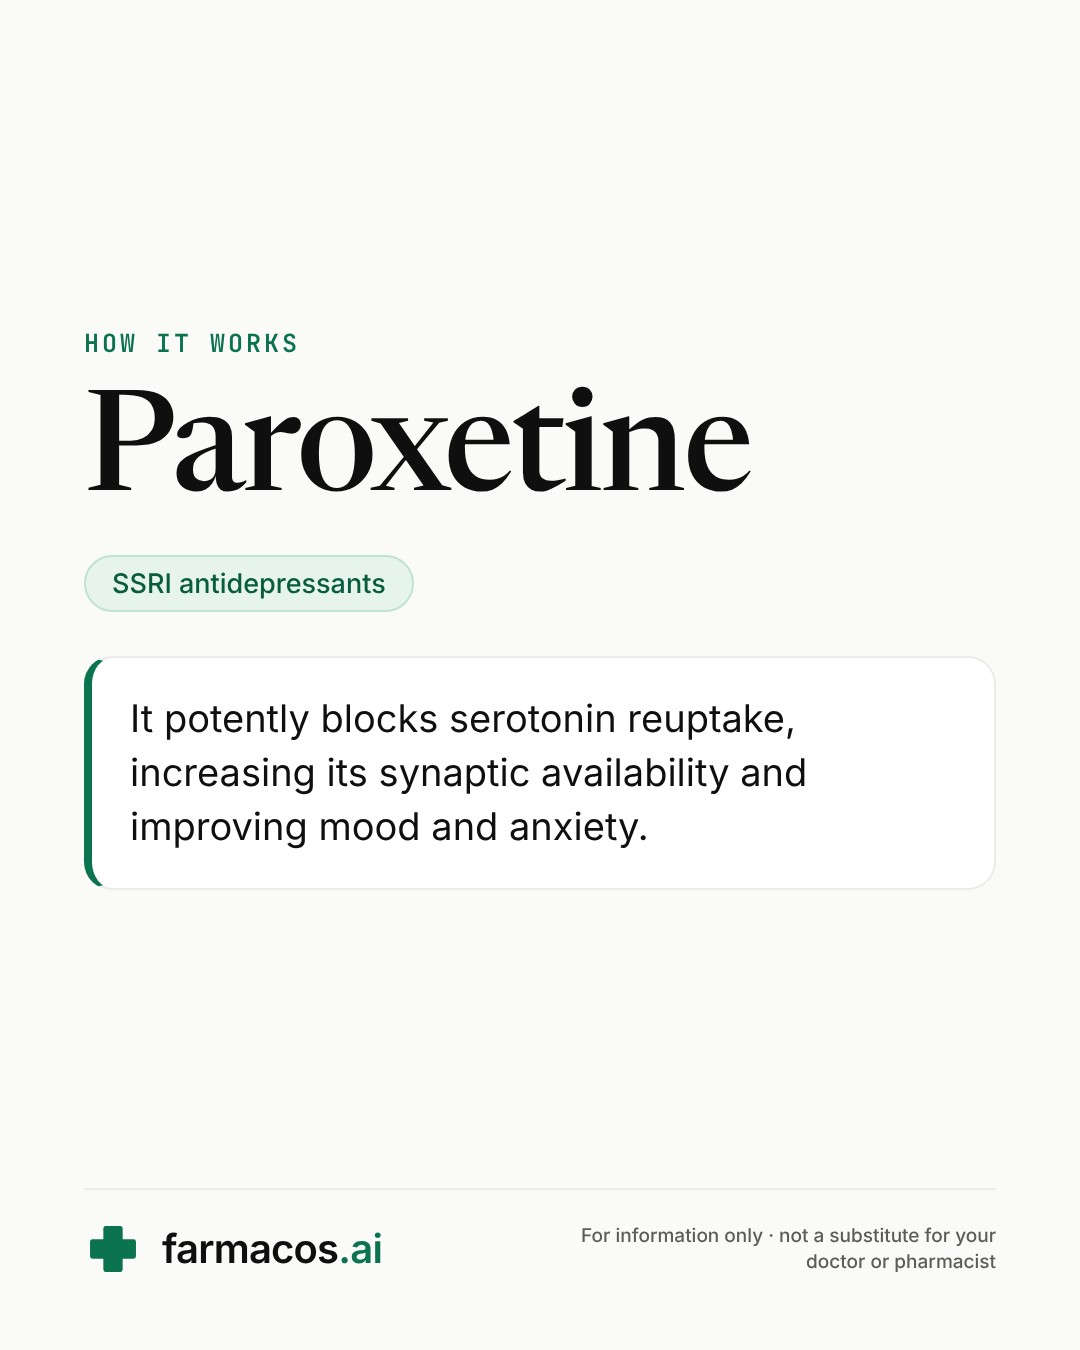 HOW IT WORKS
Paroxetine
SSRI antidepressants
It potently blocks serotonin reuptake,
increasing its synaptic availability and
improving mood and anxiety.
farmacos.ai
For information only · not a substitute for your
doctor or pharmacist